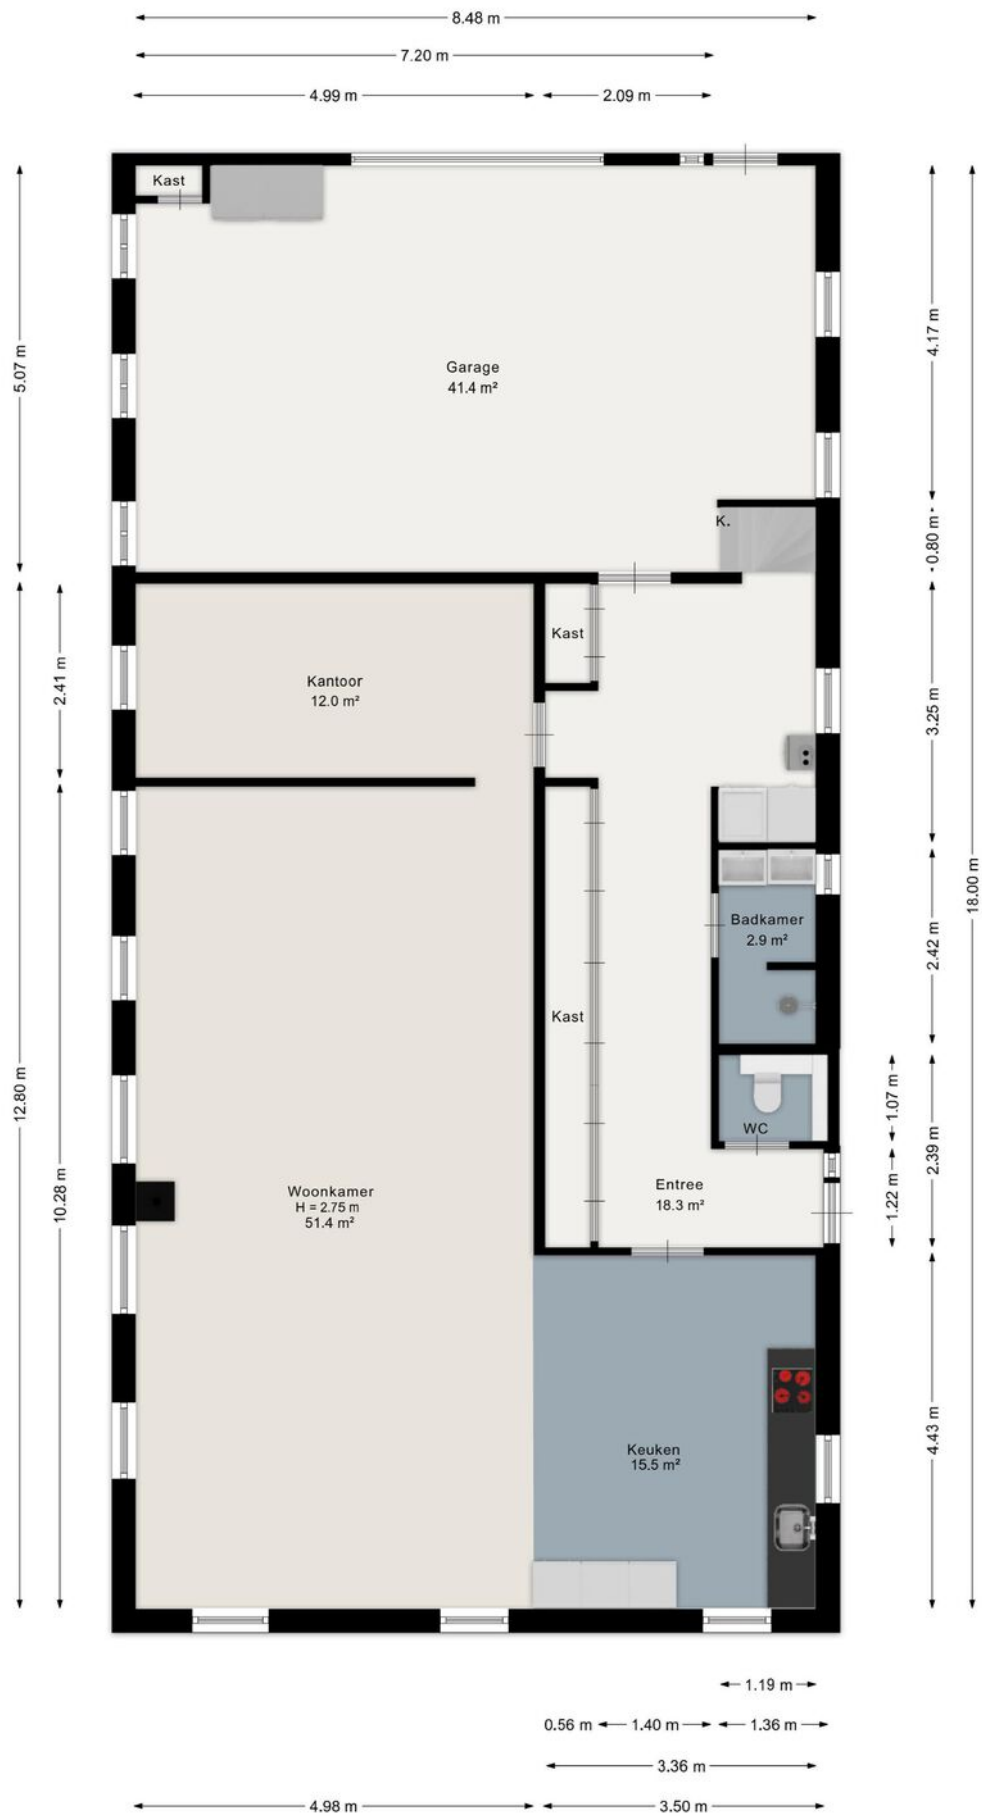 8.48 m
7.20 m
4.99 m
2.09 m
Kast
5.07 m
4.17 m
Garage
41.4 m²
K.
0.80 m
18.00 m
Kast
2.41 m
Kantoor
12.0 m²
3.25 m
Badkamer
2.9 m²
2.42 m
Kast
12.80 m
10.28 m
WC
1.07 m
2.39 m
1.22 m
Woonkamer
H = 2.75 m
51.4 m²
Entree
18.3 m²
4.43 m
Keuken
15.5 m²
1.19 m
0.56 m
1.40 m
1.36 m
3.36 m
4.98 m
3.50 m